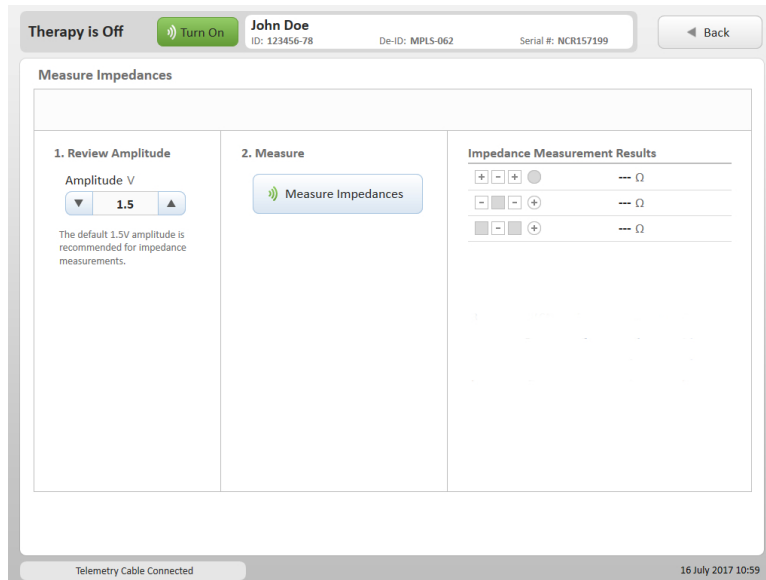 Therapy is Off
Turn On
John Doe
ID: 123456-78 De-ID: MPLS-062 Serial #: NCR157199
Back
Measure Impedances
1. Review Amplitude
Amplitude V
1.5
The default 1.5V amplitude is
recommended for impedance
measurements.
2. Measure
Measure Impedances
Impedance Measurement Results
+ - + --- Ω
- - + --- Ω
- + --- Ω
Telemetry Cable Connected
16 July 2017 10:59